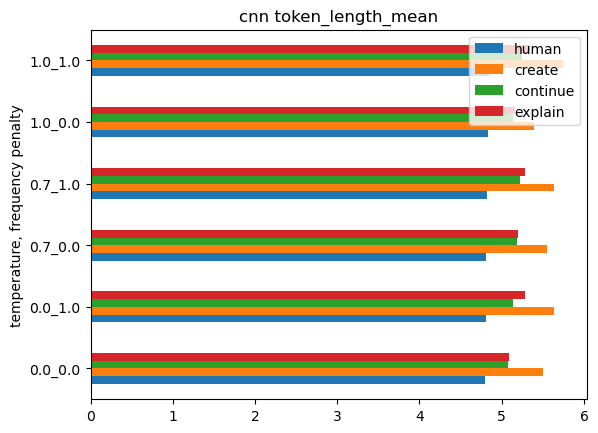 cnn token_length_mean
human
create
continue
explain
temperature, frequency penalty
1.0_1.0
1.0_0.0
0.7_1.0
0.7_0.0
0.0_1.0
0.0_0.0
0 1 2 3 4 5 6